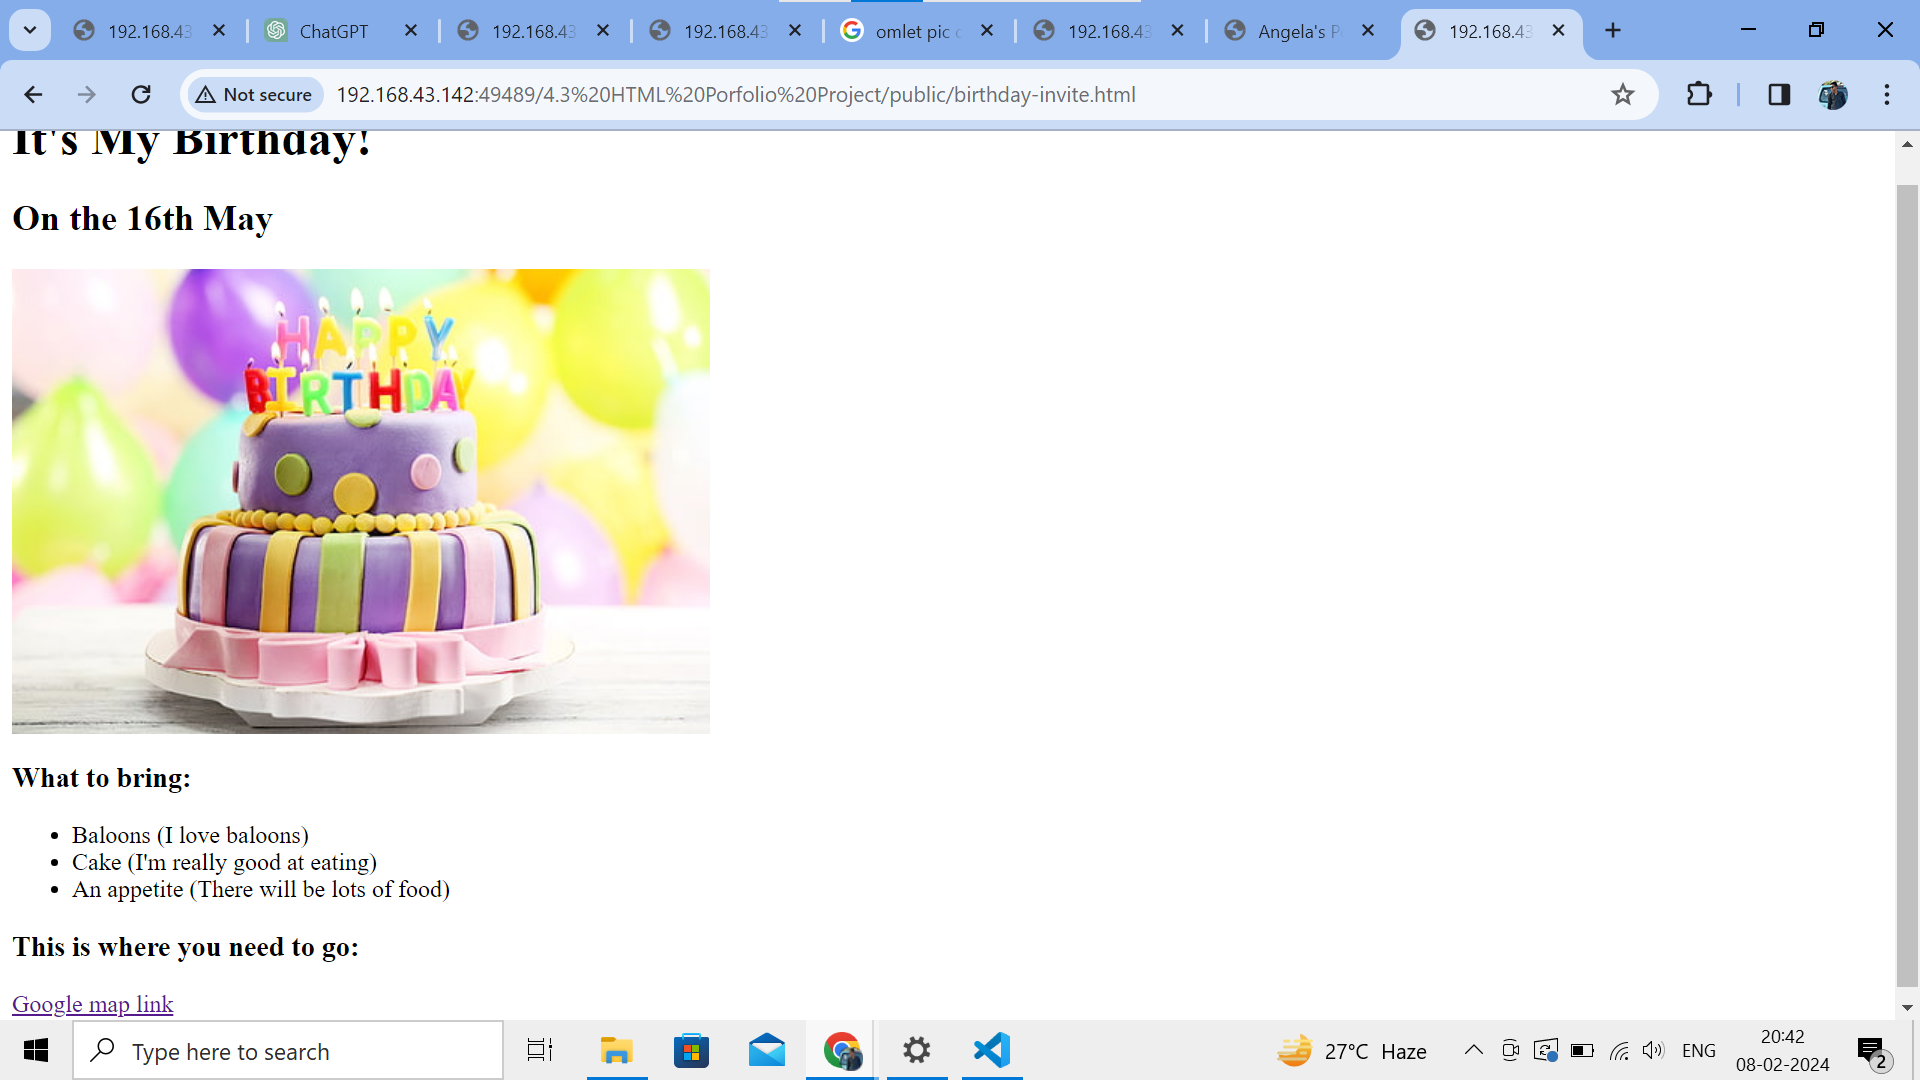 192.168.43
ChatGPT
192.168.43
192.168.43
omlet pic
192.168.43
Angela's P
192.168.43
Not secure
192.168.43.142:49489/4.3%20HTML%20Porfolio%20Project/public/birthday-invite.html
It's My Birthday!
On the 16th May
HAPPY
BIRTHDAY
What to bring:
Baloons (I love baloons)
Cake (I'm really good at eating)
An appetite (There will be lots of food)
This is where you need to go:
Google map link
Type here to search
27°C Haze
ENG
20:42
08-02-2024
2